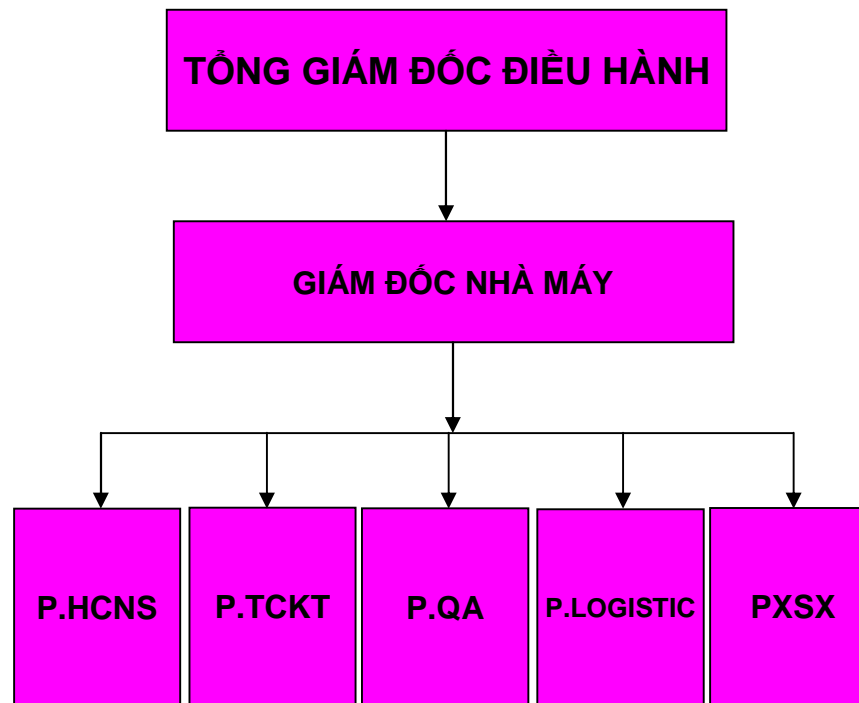 TỔNG GIÁM ĐỐC ĐIỀU HÀNH
GIÁM ĐỐC NHÀ MÁY
P.HCNS
P.TCKT
P.QA
P.LOGISTIC
PXSX